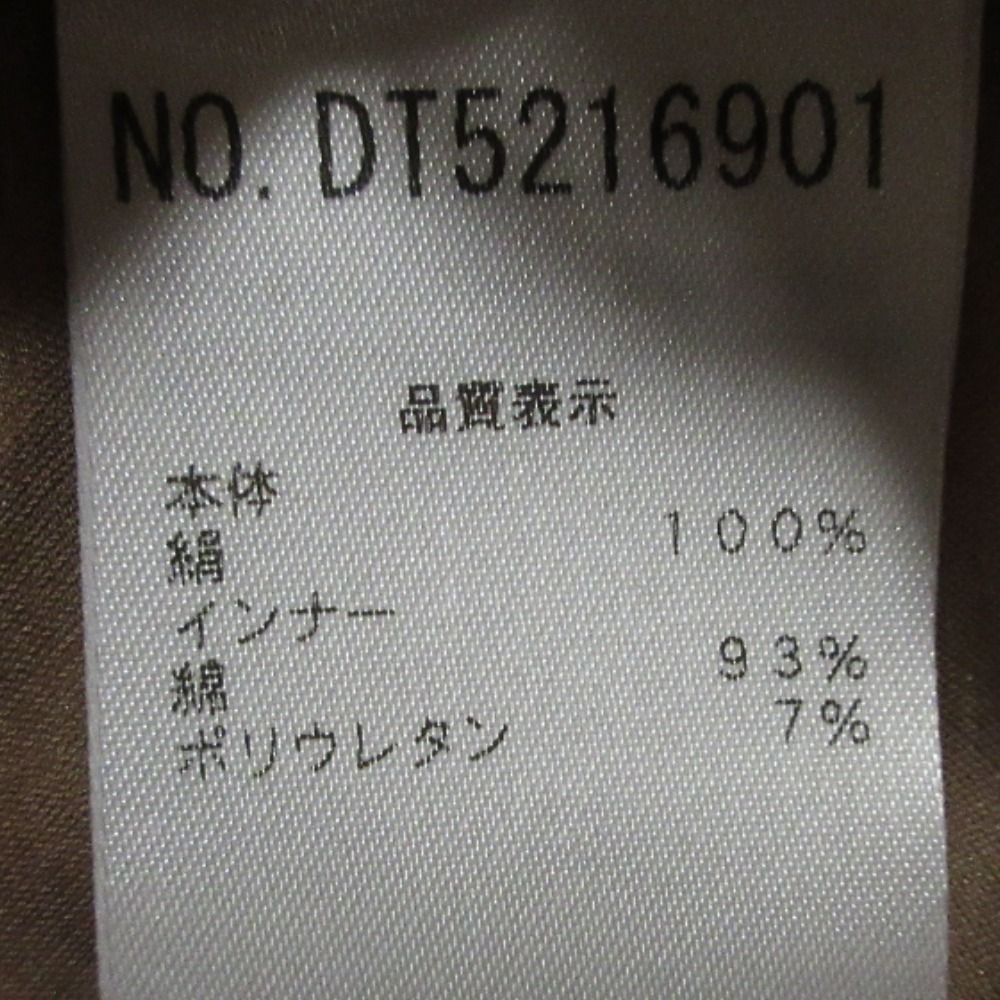 NO. DT5216901
品質表示
本体
絹 100%
インナー
綿 93%
ポリウレタン 7%